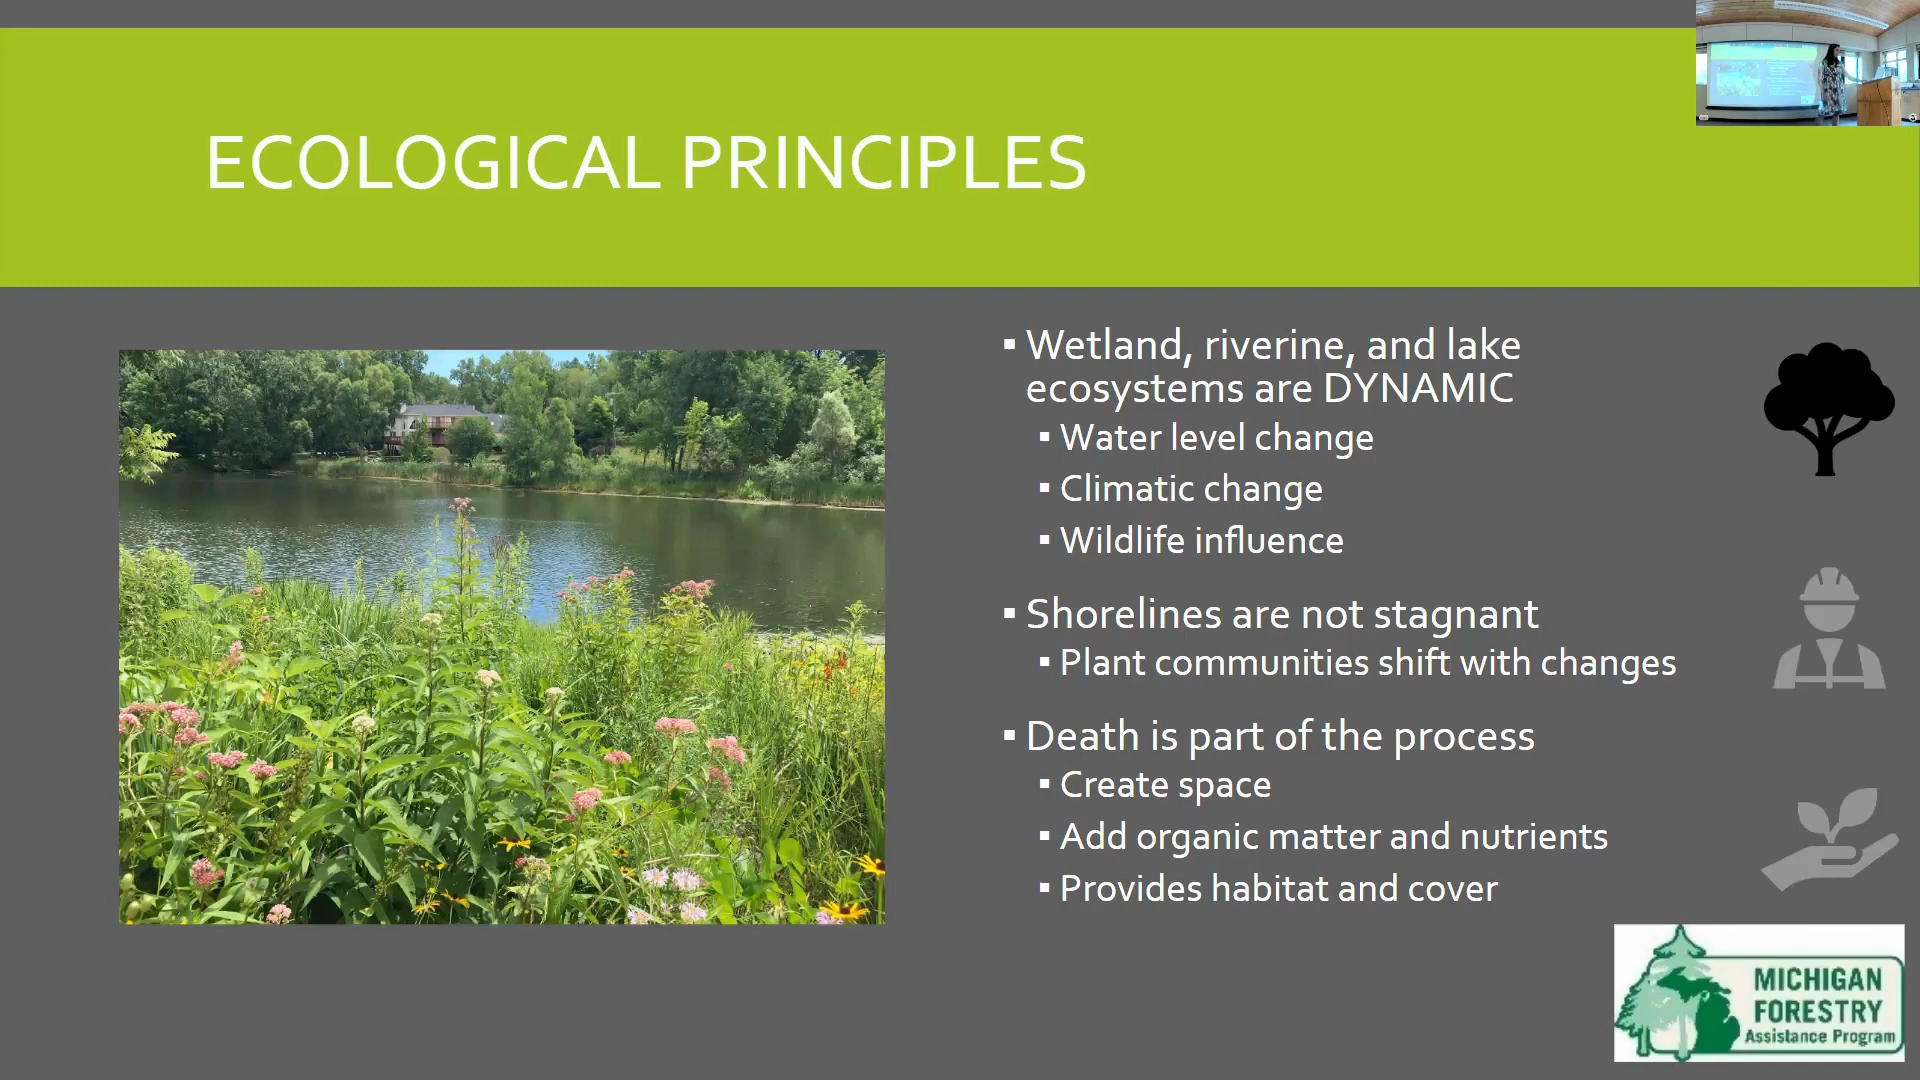 ECOLOGICAL PRINCIPLES
▪ Wetland, riverine, and lake
ecosystems are DYNAMIC
▪ Water level change
▪ Climatic change
▪ Wildlife influence
▪ Shorelines are not stagnant
▪ Plant communities shift with changes
▪ Death is part of the process
▪ Create space
▪ Add organic matter and nutrients
▪ Provides habitat and cover
MICHIGAN
FORESTRY
Assistance Program